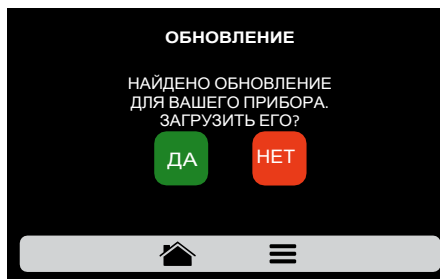 ОБНОВЛЕНИЕ
НАЙДЕНО ОБНОВЛЕНИЕ
ДЛЯ ВАШЕГО ПРИБОРА.
ЗАГРУЗИТЬ ЕГО?
ДА НЕТ